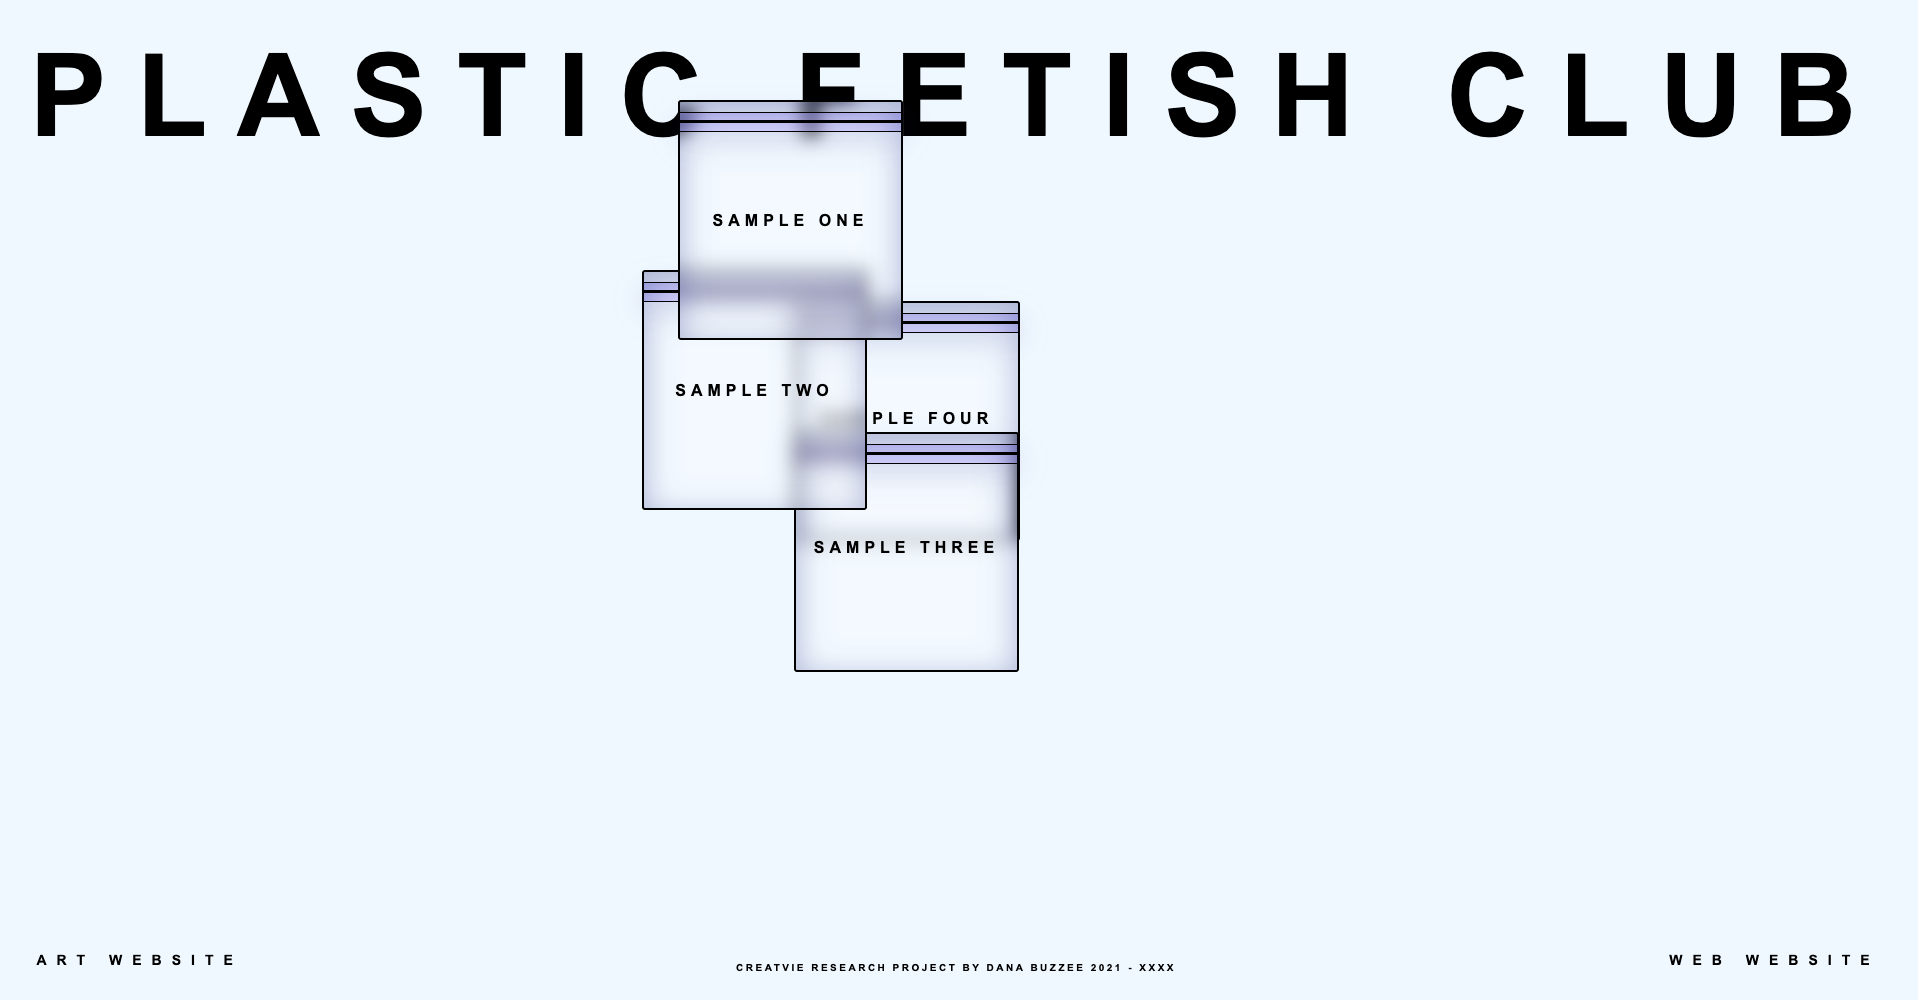 PLASTIC FETISH CLUB
SAMPLE ONE
SAMPLE TWO
PLE FOUR
SAMPLE THREE
ART WEBSITE
CREATVIE RESEARCH PROJECT BY DANA BUZZEE 2021 - XXXX
WEB WEBSITE